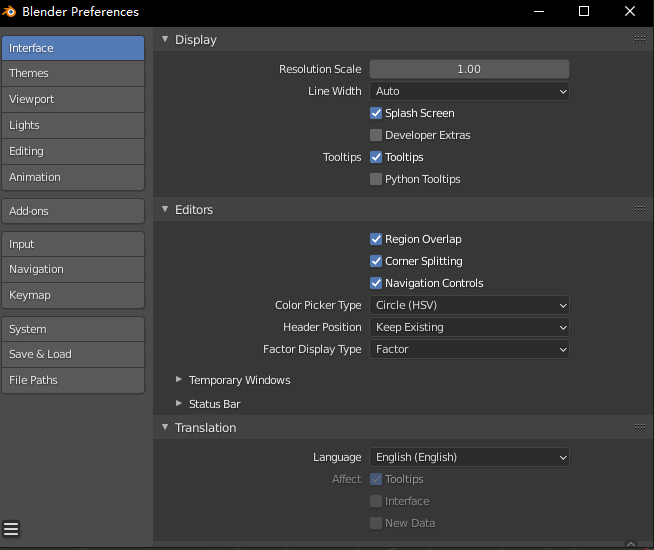 Blender Preferences
Interface
Themes
Viewport
Lights
Editing
Animation
Add-ons
Input
Navigation
Keymap
System
Save & Load
File Paths
Display
Resolution Scale 1.00
Line Width Auto
Splash Screen
Developer Extras
Tooltips Tooltips
Python Tooltips
Editors
Region Overlap
Corner Splitting
Navigation Controls
Color Picker Type Circle (HSV)
Header Position Keep Existing
Factor Display Type Factor
Temporary Windows
Status Bar
Translation
Language English (English)
Affect Tooltips
Interface
New Data